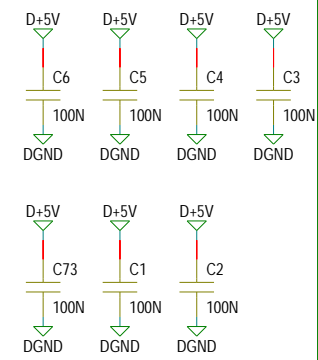 D+5V D+5V D+5V D+5V
C6 C5 C4 C3
100N 100N 100N 100N
DGND DGND DGND DGND
D+5V D+5V D+5V
C73 C1 C2
100N 100N 100N
DGND DGND DGND